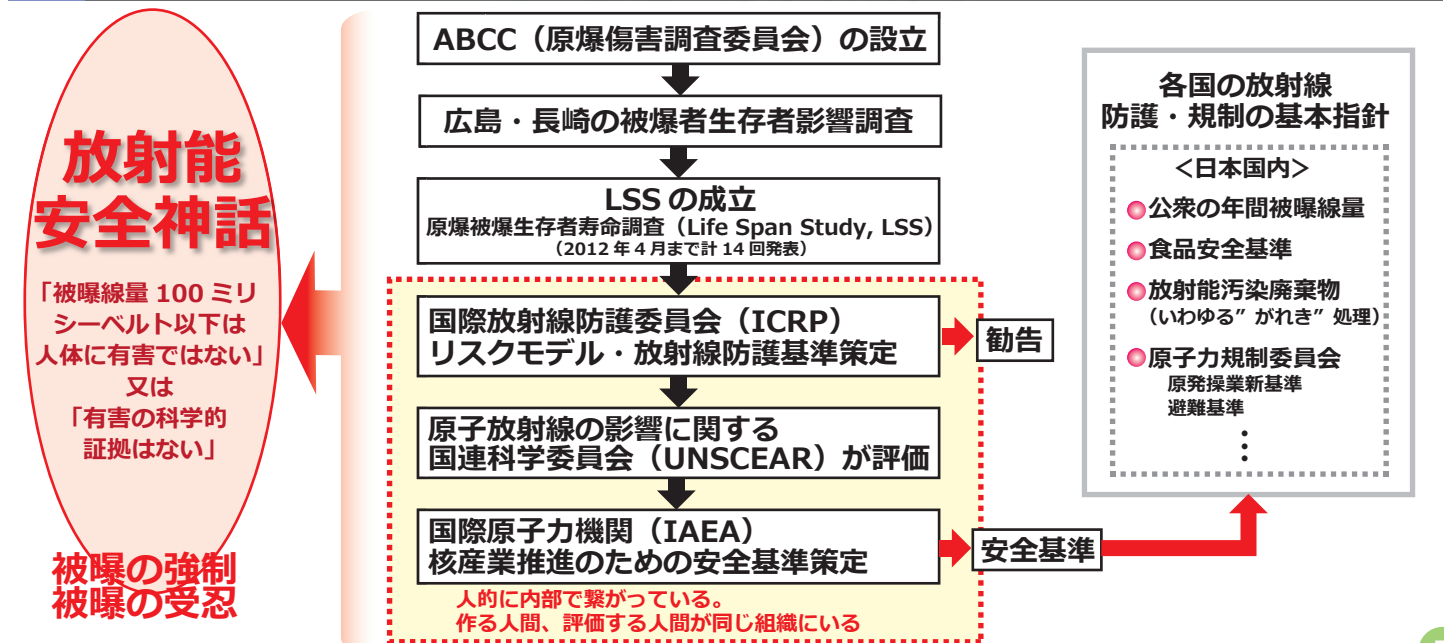 放射能
安全神話
「被曝線量 100 ミリ
シーベルト以下は
人体に有害ではない」
又は
「有害の科学的
証拠はない」
被曝の強制
被曝の受忍
ABCC（原爆傷害調査委員会）の設立
広島・長崎の被爆者生存者影響調査
LSS の成立
原爆被爆生存者寿命調査（Life Span Study, LSS）
（2012 年 4 月まで計 14 回発表）
国際放射線防護委員会（ICRP）
リスクモデル・放射線防護基準策定
勧告
原子放射線の影響に関する
国連科学委員会（UNSCEAR）が評価
国際原子力機関（IAEA）
核産業推進のための安全基準策定
安全基準
人的に内部で繋がっている。
作る人間、評価する人間が同じ組織にいる
各国の放射線
防護・規制の基本指針
＜日本国内＞
公衆の年間被曝線量
食品安全基準
放射能汚染廃棄物
（いわゆる” がれき” 処理）
原子力規制委員会
原発操業新基準
避難基準